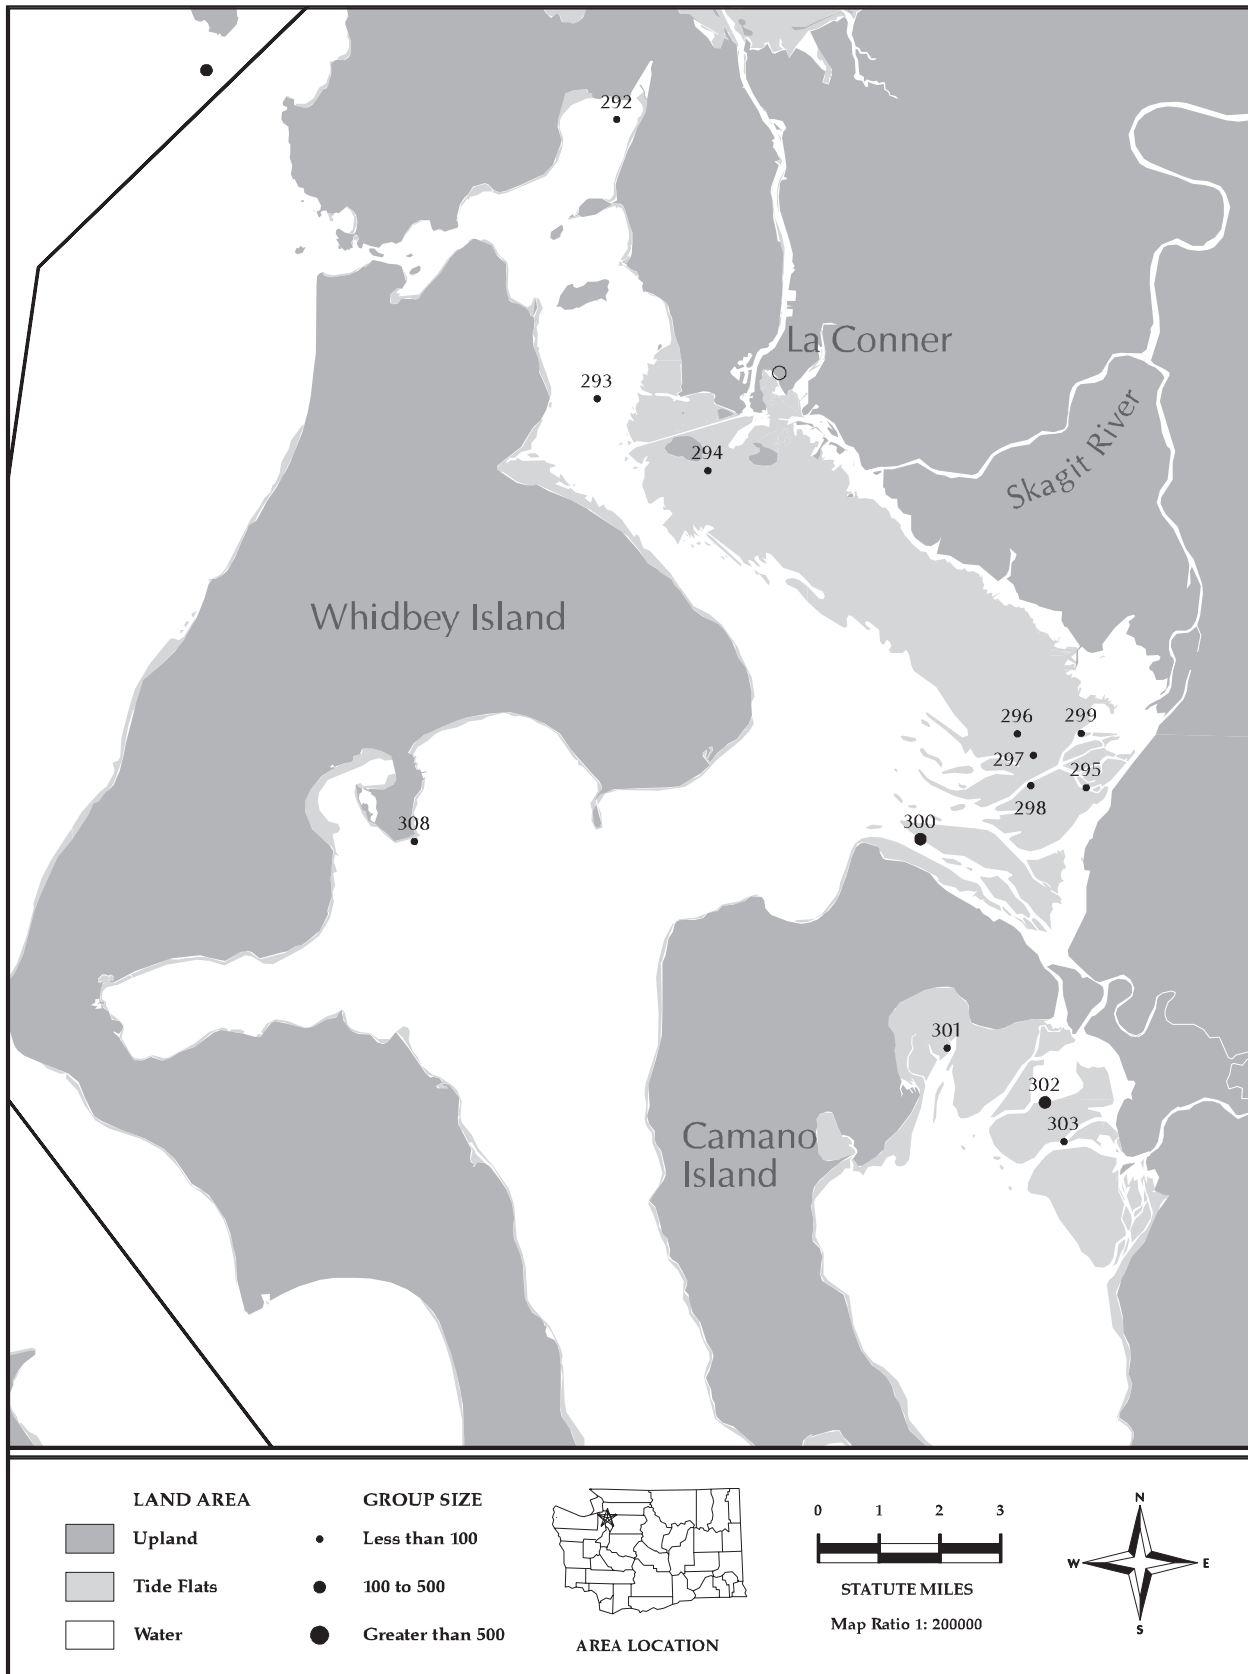 292
La Conner
293
Skagit River
294
Whidbey Island
296
299
297
295
298
300
308
301
302
303
Camano
Island
LAND AREA
Upland
Tide Flats
Water
GROUP SIZE
Less than 100
100 to 500
Greater than 500
AREA LOCATION
0 1 2 3
STATUTE MILES
Map Ratio 1: 200000
N
W E
S